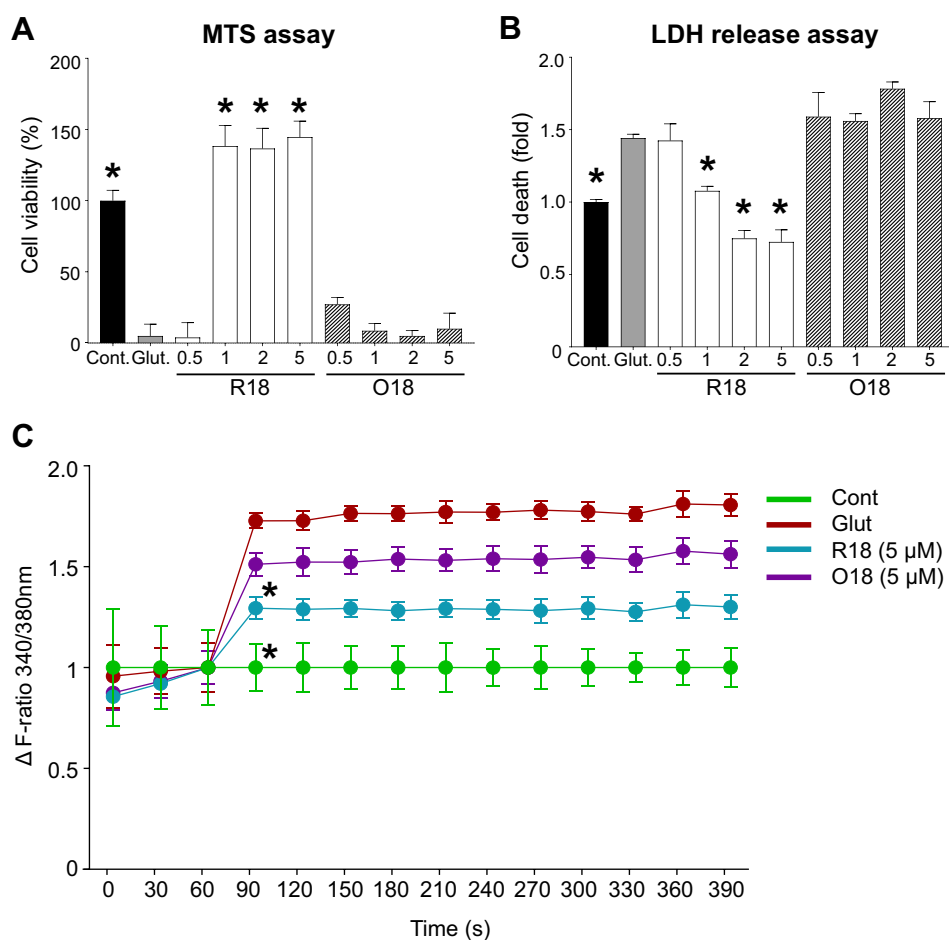 A
MTS assay
Cell viability (%)
200
150
100
50
0
* * * *
Cont. Glut. 0.5 1 2 5 0.5 1 2 5
R18 O18
B
LDH release assay
Cell death (fold)
2.0
1.5
1.0
0.5
0
* * * *
Cont. Glut. 0.5 1 2 5 0.5 1 2 5
R18 O18
C
Δ F-ratio 340/380nm
2.0
1.5
1
0.5
0
*
*
0 30 60 90 120 150 180 210 240 270 300 330 360 390
Time (s)
Cont
Glut
R18 (5 μM)
O18 (5 μM)